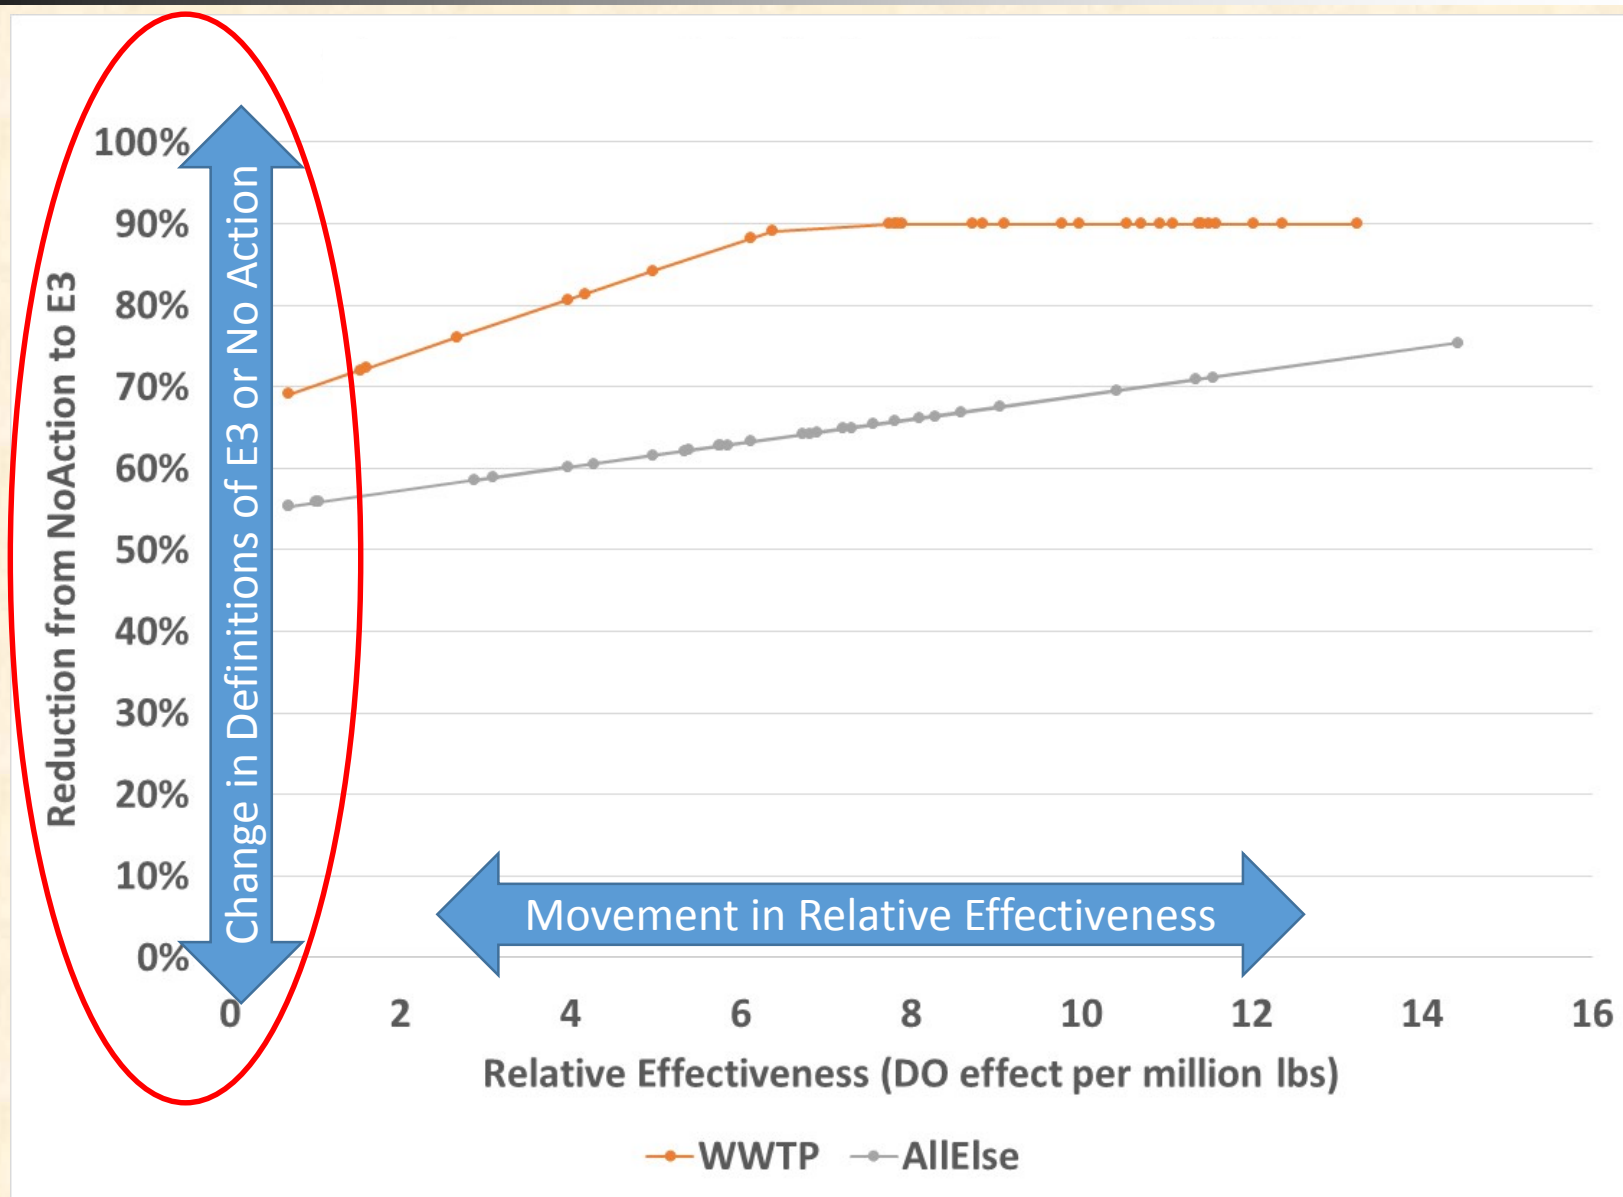 100%
90%
80%
70%
60%
50%
40%
30%
20%
10%
0%
Reduction from NoAction to E3
Change in Definitions of E3 or No Action
Movement in Relative Effectiveness
0 2 4 6 8 10 12 14 16
Relative Effectiveness (DO effect per million lbs)
WWTP AllElse